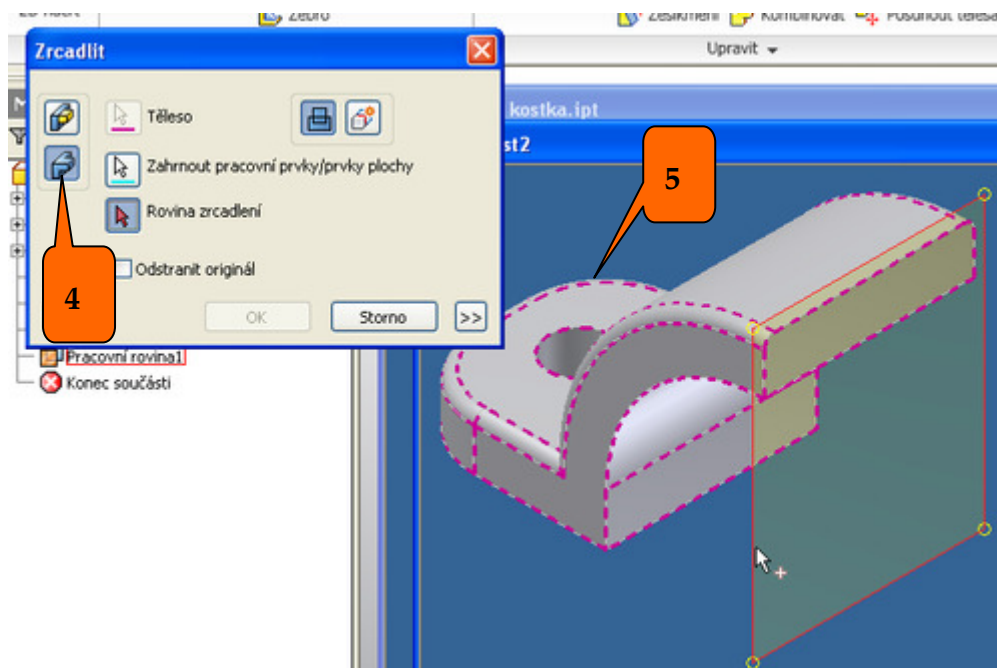 Žebro
Zešikmení
Kombinovat
Posunout tělesa
Upravit
Zrcadlit
Těleso
Zahrnout pracovní prvky/prvky plochy
Rovina zrcadlení
Odstranit originál
OK
Storno
>>
4
5
kostka.ipt
st2
Pracovní rovina1
Konec součásti